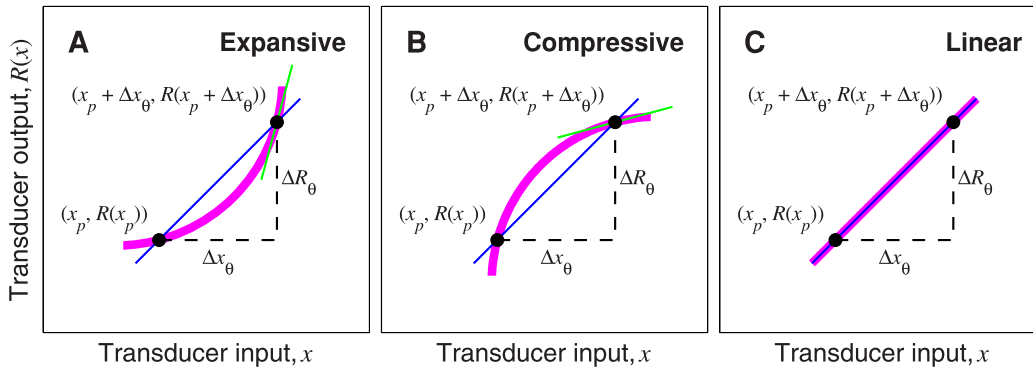 Transducer output, R(x)
A Expansive
(x_p + Δx_θ, R(x_p + Δx_θ))
ΔR_θ
(x_p, R(x_p))
Δx_θ
Transducer input, x
B Compressive
(x_p + Δx_θ, R(x_p + Δx_θ))
ΔR_θ
(x_p, R(x_p))
Δx_θ
Transducer input, x
C Linear
(x_p + Δx_θ, R(x_p + Δx_θ))
ΔR_θ
(x_p, R(x_p))
Δx_θ
Transducer input, x